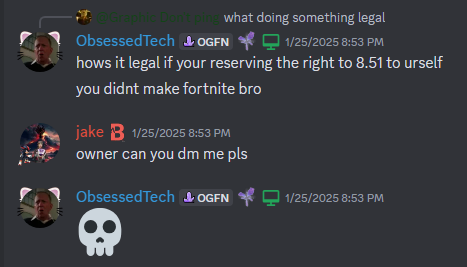 what doing something legal
ObsessedTech OGFN 1/25/2025 8:53 PM
hows it legal if your reserving the right to 8.51 to urself
you didnt make fortnite bro
jake B 1/25/2025 8:53 PM
owner can you dm me pls
ObsessedTech OGFN 1/25/2025 8:53 PM